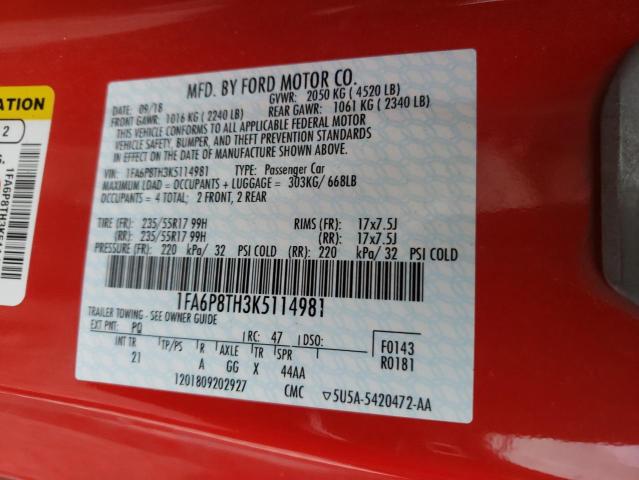 MFD. BY FORD MOTOR CO.
DATE: 09/18 GVWR: 2050 KG ( 4520 LB)
FRONT GAWR: 1016 KG ( 2240 LB) REAR GAWR: 1061 KG ( 2340 LB)
THIS VEHICLE CONFORMS TO ALL APPLICABLE FEDERAL MOTOR
VEHICLE SAFETY, BUMPER, AND THEFT PREVENTION STANDARDS
IN EFFECT ON THE DATE OF MANUFACTURE SHOWN ABOVE.
VIN: 1FA6P8TH3K5114981 TYPE: Passenger Car
MAXIMUM LOAD = OCCUPANTS + LUGGAGE = 303KG/ 668LB
OCCUPANTS = 4 TOTAL; 2 FRONT, 2 REAR
TIRE (FR): 235/55R17 99H RIMS (FR): 17x7.5J
(RR): 235/55R17 99H (RR): 17x7.5J
PRESSURE (FR): 220 kPa/ 32 PSI COLD (RR): 220 kPa/ 32 PSI COLD
1FA6P8TH3K5114981
TRAILER TOWING - SEE OWNER GUIDE
EXT PNT: PQ RC: 47 DSO: F0143
INT TR TP/PS R AXLE TR SPR R0181
21 A GG X 44AA
1201809202927 CMC ▽5U5A-5420472-AA
ATION
2